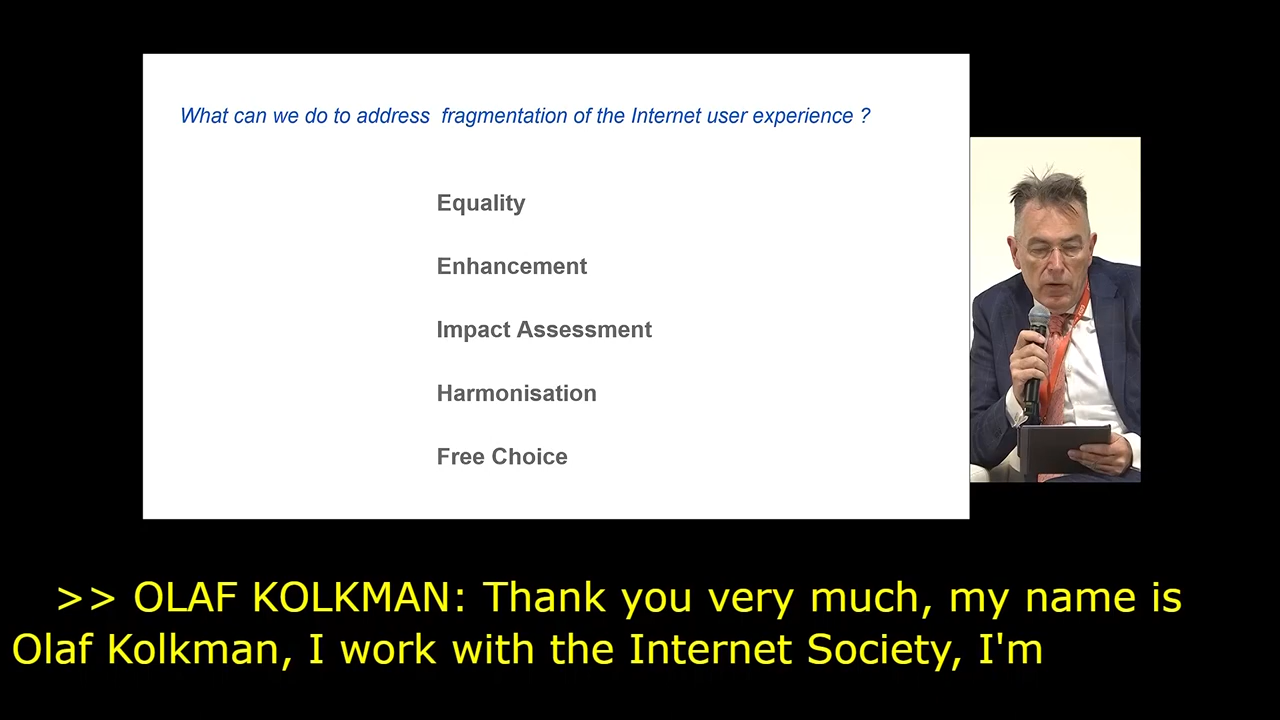 What can we do to address fragmentation of the Internet user experience ?
Equality
Enhancement
Impact Assessment
Harmonisation
Free Choice
>> OLAF KOLKMAN: Thank you very much, my name is
Olaf Kolkman, I work with the Internet Society, I'm